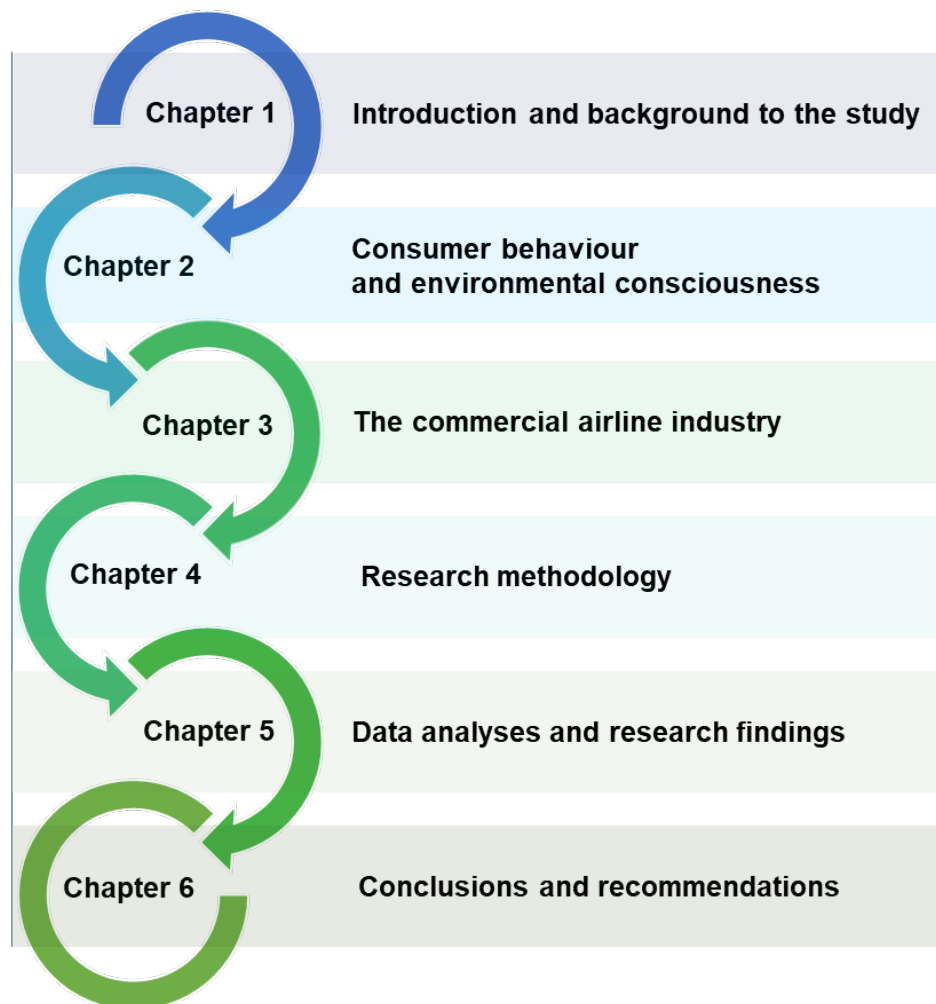 Chapter 1
Introduction and background to the study
Chapter 2
Consumer behaviour
and environmental consciousness
Chapter 3
The commercial airline industry
Chapter 4
Research methodology
Chapter 5
Data analyses and research findings
Chapter 6
Conclusions and recommendations